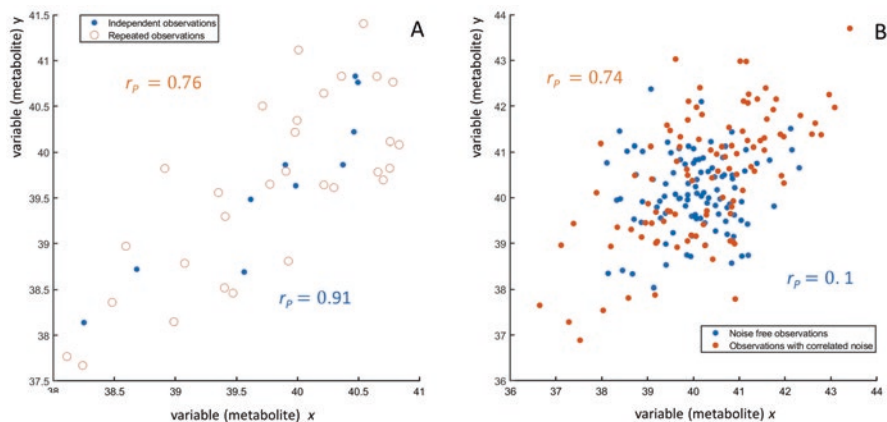 A
Independent observations
Repeated observations
r_P = 0.76
r_P = 0.91
variable (metabolite) y
41.5
41
40.5
40
39.5
39
38.5
38
37.5
38.5
39
39.5
40
40.5
41
variable (metabolite) x
B
r_P = 0.74
r_P = 0. 1
Noise free observations
Observations with correlated noise
variable (metabolite) y
44
43
42
41
40
39
38
37
36
36
37
38
39
40
41
42
43
44
variable (metabolite) x